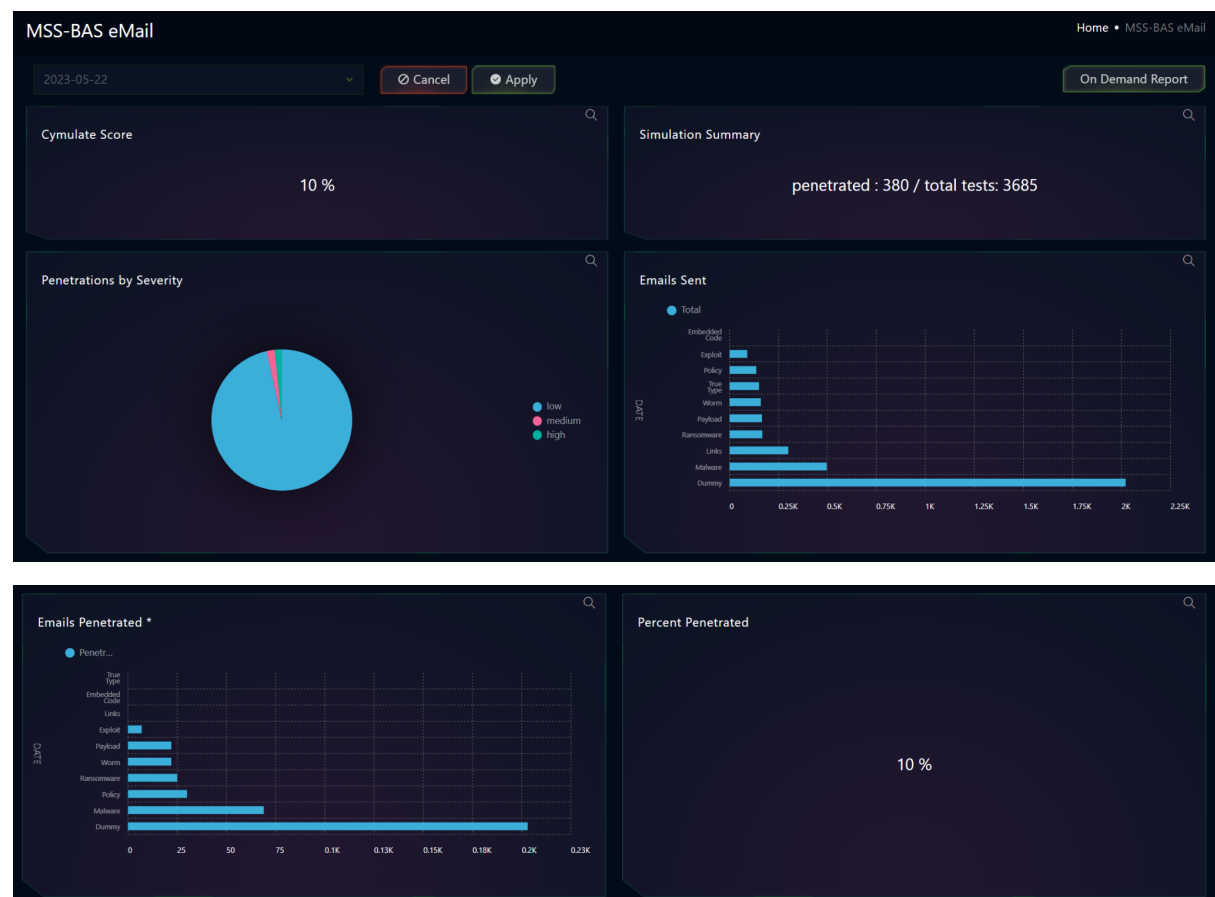 MSS-BAS eMail
Home • MSS-BAS eMail
2023-05-22
Cancel
Apply
On Demand Report
Cymulate Score
10 %
Simulation Summary
penetrated : 380 / total tests: 3685
Penetrations by Severity
low
medium
high
Emails Sent
Total
DATE
Embedded
Code
Exploit
Policy
True
Type
Worm
Payload
Ransomware
Links
Malware
Dummy
0 0.25K 0.5K 0.75K 1K 1.25K 1.5K 1.75K 2K 2.25K
Emails Penetrated *
Penetr...
DATE
True
Type
Embedded
Code
Links
Exploit
Payload
Worm
Ransomware
Policy
Malware
Dummy
0 25 50 75 0.1K 0.13K 0.15K 0.18K 0.2K 0.23K
Percent Penetrated
10 %